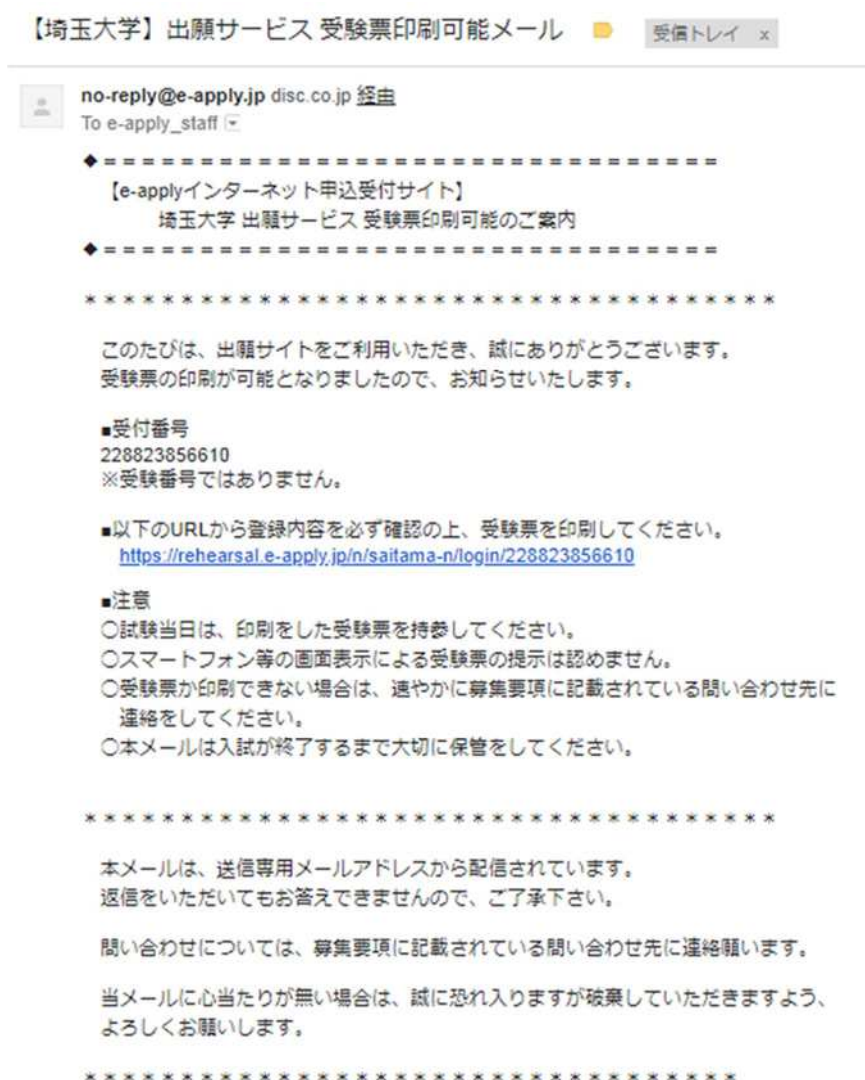 【埼玉大学】出願サービス 受験票印刷可能メール
受信トレイ x
no-reply@e-apply.jp disc.co.jp 経由
To e-apply_staff
◆================================
【e-applyインターネット申込受付サイト】
埼玉大学 出願サービス 受験票印刷可能のご案内
◆================================
************************************
このたびは、出願サイトをご利用いただき、誠にありがとうございます。
受験票の印刷が可能となりましたので、お知らせいたします。
■受付番号
228823856610
※受験番号ではありません。
■以下のURLから登録内容を必ず確認の上、受験票を印刷してください。
https://rehearsal.e-apply.jp/n/saitama-n/login/228823856610
■注意
○試験当日は、印刷をした受験票を持参してください。
○スマートフォン等の画面表示による受験票の提示は認めません。
○受験票が印刷できない場合は、速やかに募集要項に記載されている問い合わせ先に
連絡をしてください。
○本メールは入試が終了するまで大切に保管をしてください。
************************************
本メールは、送信専用メールアドレスから配信されています。
返信をいただいてもお答えできませんので、ご了承下さい。
問い合わせについては、募集要項に記載されている問い合わせ先に連絡願います。
当メールに心当たりが無い場合は、誠に恐れ入りますが破棄していただきますよう、
よろしくお願いします。
**********************************